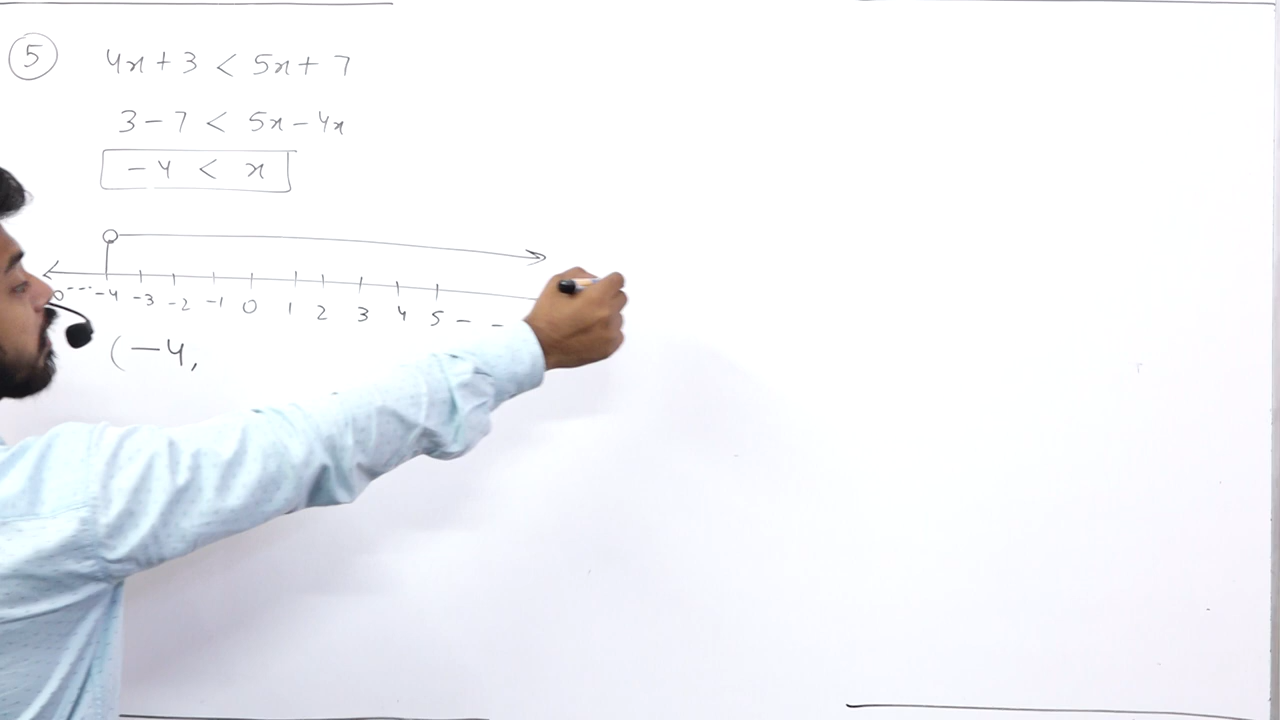 5 4x + 3 < 5x + 7
3 - 7 < 5x - 4x
-4 < x
-4 -3 -2 -1 0 1 2 3 4 5 - -
(-4,